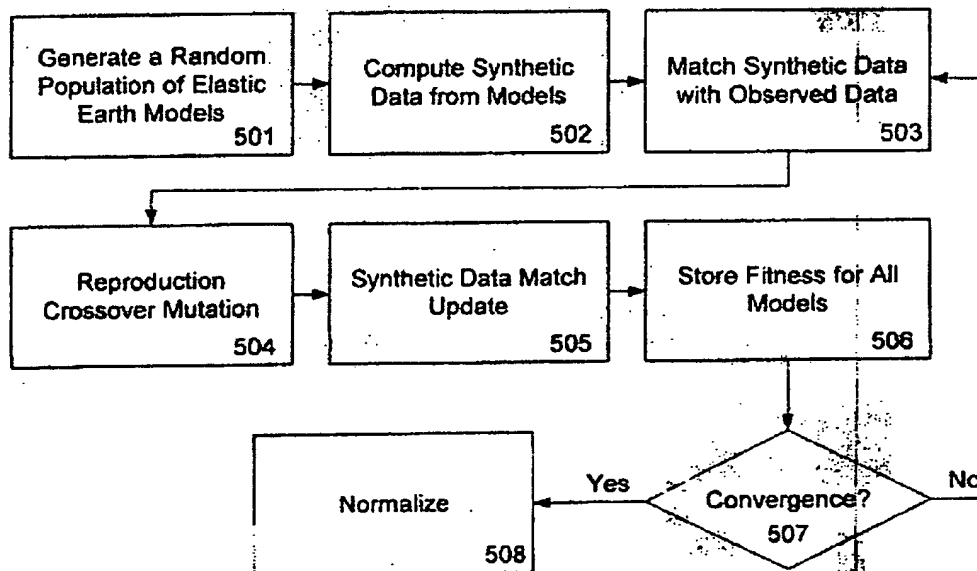 Generate a Random
Population of Elastic
Earth Models
501
Compute Synthetic
Data from Models
502
Match Synthetic Data
with Observed Data
503
Reproduction
Crossover Mutation
504
Synthetic Data Match
Update
505
Store Fitness for All
Models
506
Convergence?
507
Yes
No
Normalize
508